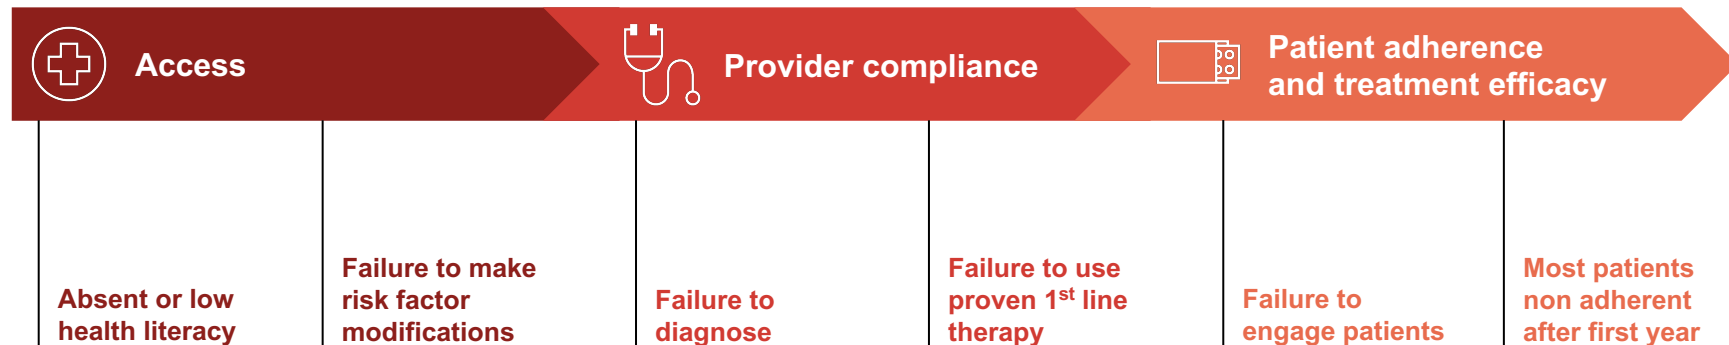 Access
Provider compliance
Patient adherence
and treatment efficacy
Absent or low
health literacy
Failure to make
risk factor
modifications
Failure to
diagnose
Failure to use
proven 1st line
therapy
Failure to
engage patients
Most patients
non adherent
after first year